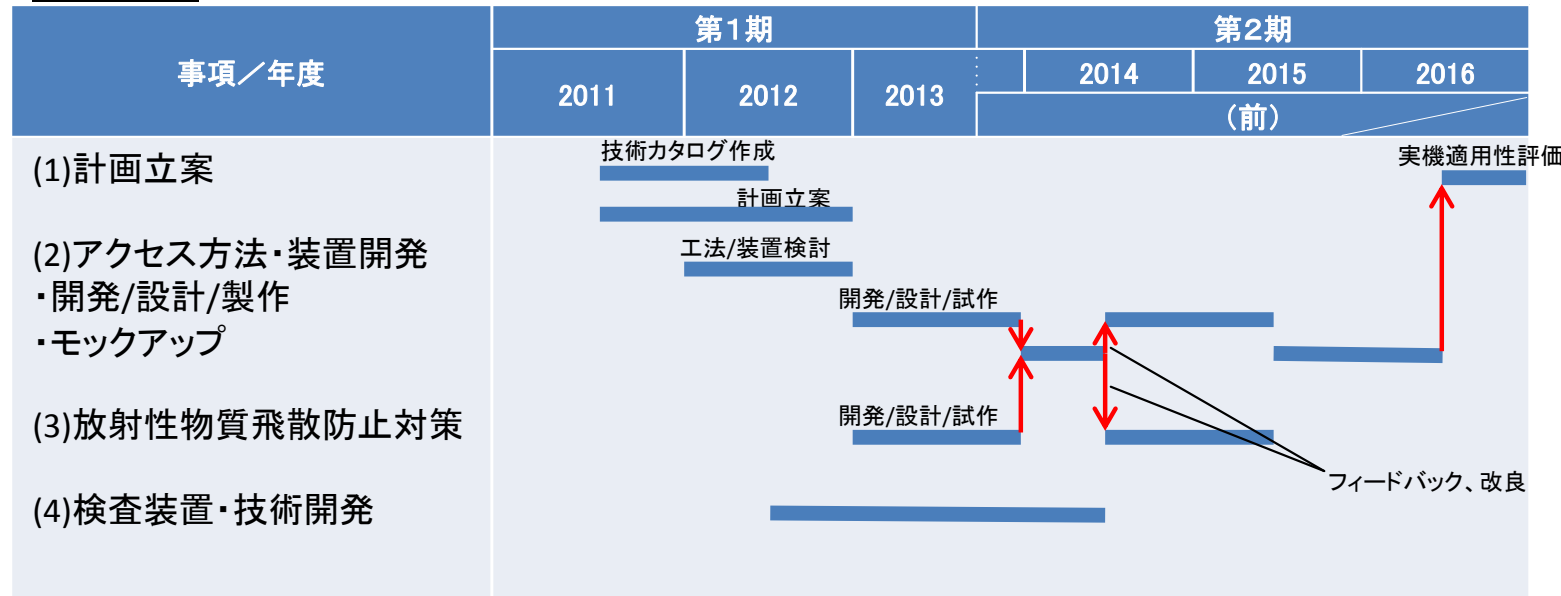 事項／年度
第1期
第2期
2011
2012
2013
2014
2015
2016
(前)
(1)計画立案
技術カタログ作成
実機適用性評価
計画立案
(2)アクセス方法・装置開発
工法/装置検討
・開発/設計/製作
開発/設計/試作
・モックアップ
(3)放射性物質飛散防止対策
開発/設計/試作
フィードバック、改良
(4)検査装置・技術開発